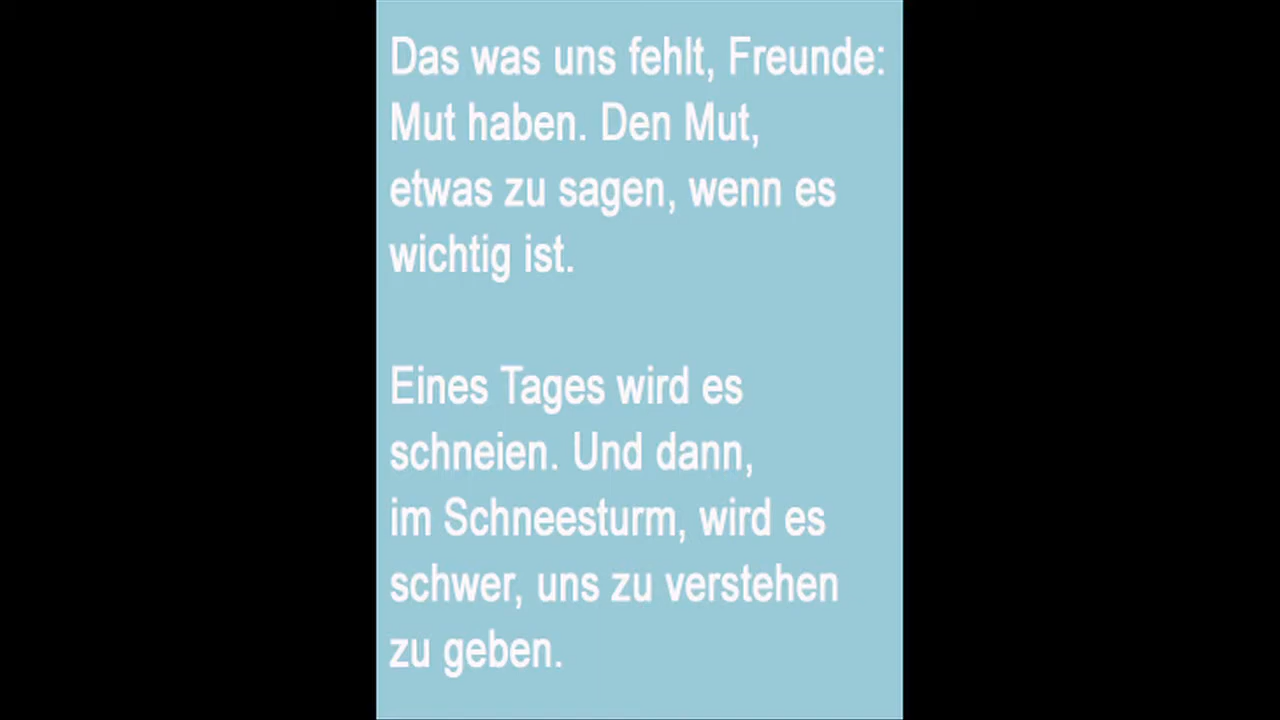 Das was uns fehlt, Freunde:
Mut haben. Den Mut,
etwas zu sagen, wenn es
wichtig ist.
Eines Tages wird es
schneien. Und dann,
im Schneesturm, wird es
schwer, uns zu verstehen
zu geben.